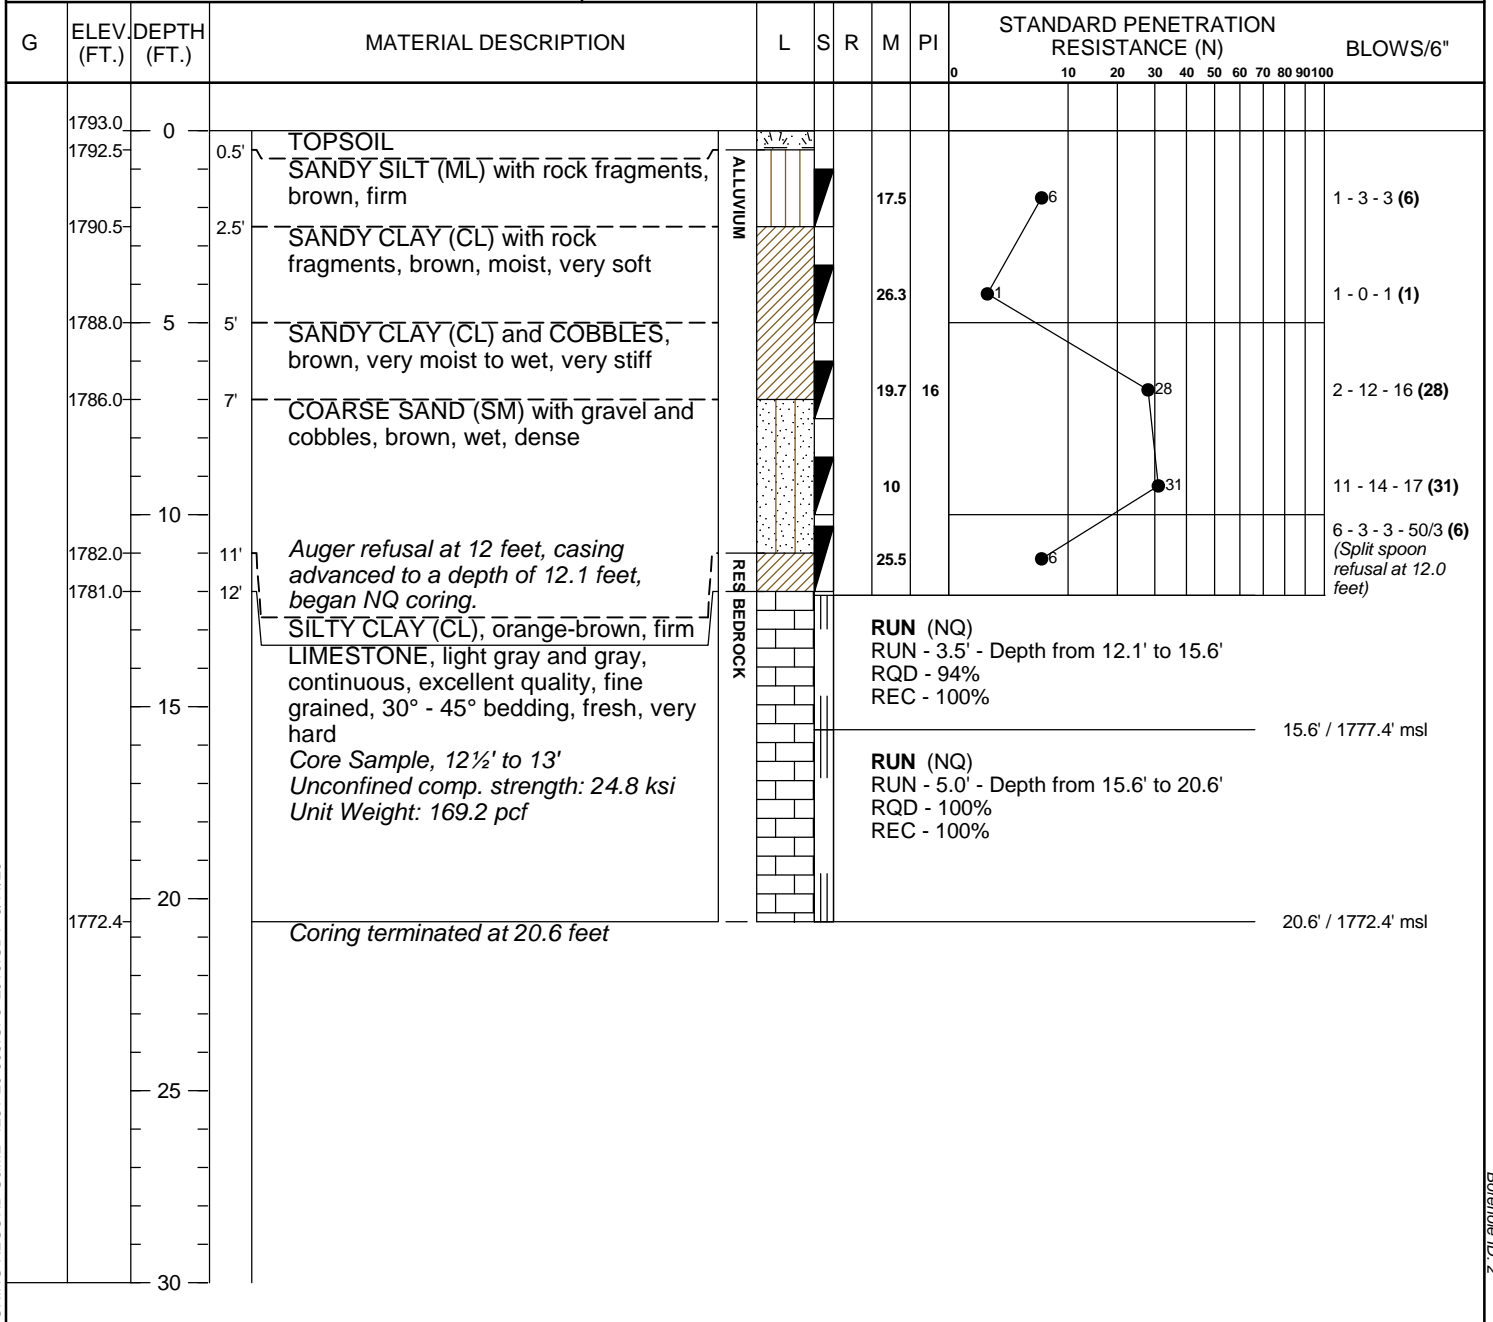 G
ELEV. (FT.)
DEPTH (FT.)
MATERIAL DESCRIPTION
L
S
R
M
PI
STANDARD PENETRATION
RESISTANCE (N)
BLOWS/6"
0 10 20 30 40 50 60 70 80 90 100
1793.0
0
1792.5
0.5'
TOPSOIL
SANDY SILT (ML) with rock fragments,
brown, firm
ALLUVIUM
17.5
6
1 - 3 - 3 (6)
1790.5
2.5'
SANDY CLAY (CL) with rock
fragments, brown, moist, very soft
26.3
1
1 - 0 - 1 (1)
1788.0
5
5'
SANDY CLAY (CL) and COBBLES,
brown, very moist to wet, very stiff
19.7
16
28
2 - 12 - 16 (28)
1786.0
7'
COARSE SAND (SM) with gravel and
cobbles, brown, wet, dense
10
31
11 - 14 - 17 (31)
10
6 - 3 - 3 - 50/3 (6)
(Split spoon
refusal at 12.0
feet)
1782.0
11'
Auger refusal at 12 feet, casing
advanced to a depth of 12.1 feet,
began NQ coring.
25.5
6
1781.0
12'
RES
BEDROCK
SILTY CLAY (CL), orange-brown, firm
LIMESTONE, light gray and gray,
continuous, excellent quality, fine
grained, 30° - 45° bedding, fresh, very
hard
Core Sample, 12½' to 13'
Unconfined comp. strength: 24.8 ksi
Unit Weight: 169.2 pcf
RUN (NQ)
RUN - 3.5' - Depth from 12.1' to 15.6'
RQD - 94%
REC - 100%
15
15.6' / 1777.4' msl
RUN (NQ)
RUN - 5.0' - Depth from 15.6' to 20.6'
RQD - 100%
REC - 100%
20
1772.4
Coring terminated at 20.6 feet
20.6' / 1772.4' msl
25
30
Borehole ID: 2